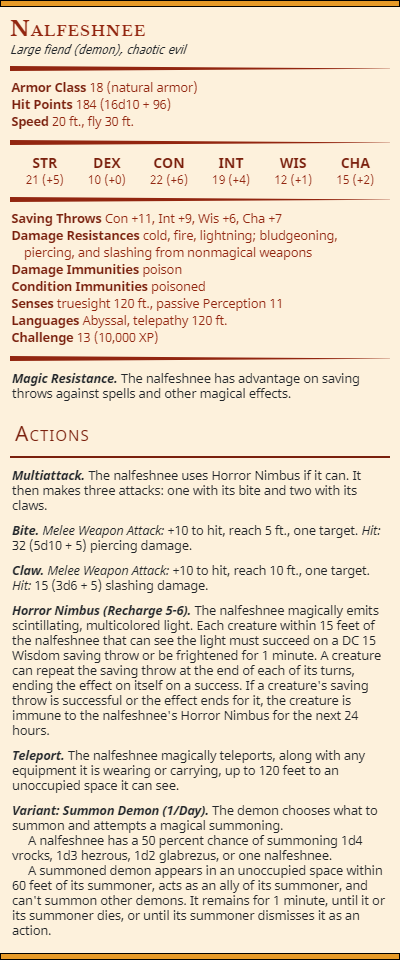 Nalfeshnee
Large fiend (demon), chaotic evil
Armor Class 18 (natural armor)
Hit Points 184 (16d10 + 96)
Speed 20 ft., fly 30 ft.
STR DEX CON INT WIS CHA
21 (+5) 10 (+0) 22 (+6) 19 (+4) 12 (+1) 15 (+2)
Saving Throws Con +11, Int +9, Wis +6, Cha +7
Damage Resistances cold, fire, lightning; bludgeoning,
piercing, and slashing from nonmagical weapons
Damage Immunities poison
Condition Immunities poisoned
Senses truesight 120 ft., passive Perception 11
Languages Abyssal, telepathy 120 ft.
Challenge 13 (10,000 XP)
Magic Resistance. The nalfeshnee has advantage on saving
throws against spells and other magical effects.
Actions
Multiattack. The nalfeshnee uses Horror Nimbus if it can. It
then makes three attacks: one with its bite and two with its
claws.
Bite. Melee Weapon Attack: +10 to hit, reach 5 ft., one target. Hit:
32 (5d10 + 5) piercing damage.
Claw. Melee Weapon Attack: +10 to hit, reach 10 ft., one target.
Hit: 15 (3d6 + 5) slashing damage.
Horror Nimbus (Recharge 5-6). The nalfeshnee magically emits
scintillating, multicolored light. Each creature within 15 feet of
the nalfeshnee that can see the light must succeed on a DC 15
Wisdom saving throw or be frightened for 1 minute. A creature
can repeat the saving throw at the end of each of its turns,
ending the effect on itself on a success. If a creature's saving
throw is successful or the effect ends for it, the creature is
immune to the nalfeshnee's Horror Nimbus for the next 24
hours.
Teleport. The nalfeshnee magically teleports, along with any
equipment it is wearing or carrying, up to 120 feet to an
unoccupied space it can see.
Variant: Summon Demon (1/Day). The demon chooses what to
summon and attempts a magical summoning.
A nalfeshnee has a 50 percent chance of summoning 1d4
vrocks, 1d3 hezrous, 1d2 glabrezus, or one nalfeshnee.
A summoned demon appears in an unoccupied space within
60 feet of its summoner, acts as an ally of its summoner, and
can't summon other demons. It remains for 1 minute, until it or
its summoner dies, or until its summoner dismisses it as an
action.